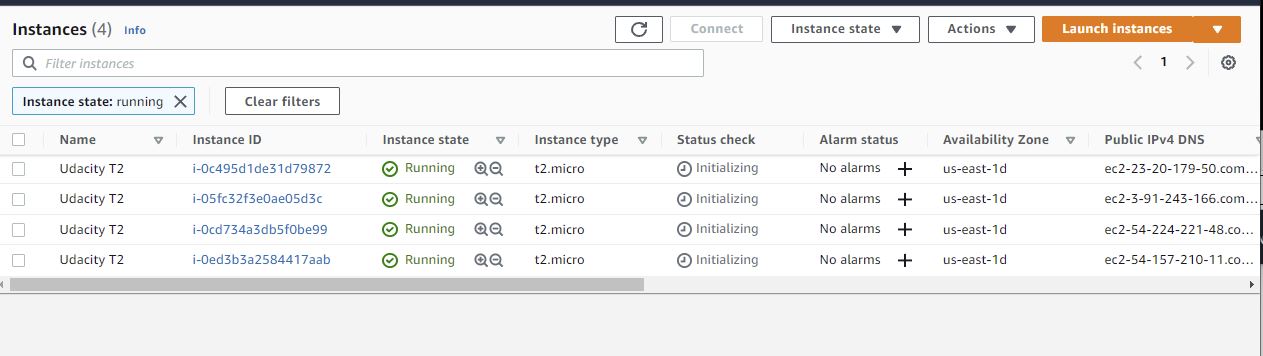 Instances (4) Info Connect Instance state Actions Launch instances
Filter instances 1
Instance state: running Clear filters
Name Instance ID Instance state Instance type Status check Alarm status Availability Zone Public IPv4 DNS
Udacity T2 i-0c495d1de31d79872 Running t2.micro Initializing No alarms us-east-1d ec2-23-20-179-50.com...
Udacity T2 i-05fc32f3e0ae05d3c Running t2.micro Initializing No alarms us-east-1d ec2-3-91-243-166.com...
Udacity T2 i-0cd734a3db5f0be99 Running t2.micro Initializing No alarms us-east-1d ec2-54-224-221-48.co...
Udacity T2 i-0ed3b3a2584417aab Running t2.micro Initializing No alarms us-east-1d ec2-54-157-210-11.co...